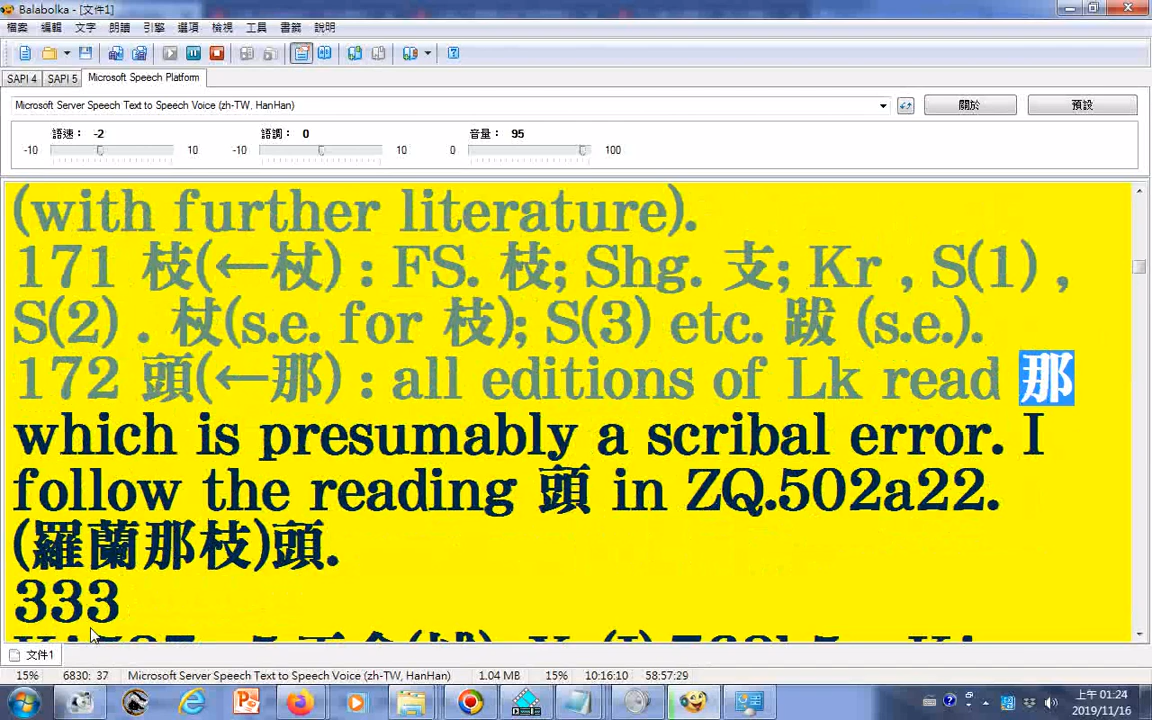 Balabolka - [文件1]
檔案 編輯 文字 朗讀 引擎 選項 檢視 工具 書籤 說明
SAPI 4 SAPI 5 Microsoft Speech Platform
Microsoft Server Speech Text to Speech Voice (zh-TW, HanHan) 關於 預設
語速： -2 語調： 0 音量： 95
-10 10 -10 10 0 100
(with further literature).
171 枝(←杖) : FS. 枝; Shg. 支; Kr , S(1) ,
S(2) . 杖(s.e. for 枝); S(3) etc. 跋 (s.e.).
172 頭(←那) : all editions of Lk read 那
which is presumably a scribal error. I
follow the reading 頭 in ZQ.502a22.
(羅蘭那枝)頭.
333
文件1
15% 6830: 37 Microsoft Server Speech Text to Speech Voice (zh-TW, HanHan) 1.04 MB 15% 10:16:10 58:57:29
上午 01:24
2019/11/16